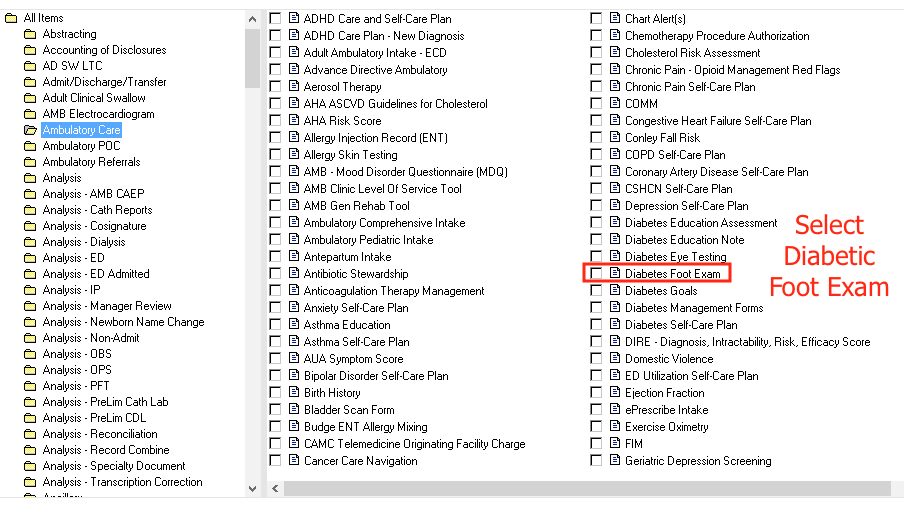 All Items
Abstracting
Accounting of Disclosures
AD SW LTC
Admit/Discharge/Transfer
Adult Clinical Swallow
AMB Electrocardiogram
Ambulatory Care
Ambulatory POC
Ambulatory Referrals
Analysis
Analysis - AMB CAEP
Analysis - Cath Reports
Analysis - Cosignature
Analysis - Dialysis
Analysis - ED
Analysis - ED Admitted
Analysis - IP
Analysis - Manager Review
Analysis - Newborn Name Change
Analysis - Non-Admit
Analysis - OBS
Analysis - OPS
Analysis - PFT
Analysis - PreLim Cath Lab
Analysis - PreLim CDL
Analysis - Reconciliation
Analysis - Record Combine
Analysis - Specialty Document
Analysis - Transcription Correction
ADHD Care and Self-Care Plan
ADHD Care Plan - New Diagnosis
Adult Ambulatory Intake - ECD
Advance Directive Ambulatory
Aerosol Therapy
AHA ASCVD Guidelines for Cholesterol
AHA Risk Score
Allergy Injection Record (ENT)
Allergy Skin Testing
AMB - Mood Disorder Questionnaire (MDQ)
AMB Clinic Level Of Service Tool
AMB Gen Rehab Tool
Ambulatory Comprehensive Intake
Ambulatory Pediatric Intake
Antepartum Intake
Antibiotic Stewardship
Anticoagulation Therapy Management
Anxiety Self-Care Plan
Asthma Education
Asthma Self-Care Plan
AUA Symptom Score
Bipolar Disorder Self-Care Plan
Birth History
Bladder Scan Form
Budge ENT Allergy Mixing
CAMC Telemedicine Originating Facility Charge
Cancer Care Navigation
Chart Alert(s)
Chemotherapy Procedure Authorization
Cholesterol Risk Assessment
Chronic Pain - Opioid Management Red Flags
Chronic Pain Self-Care Plan
COMM
Congestive Heart Failure Self-Care Plan
Conley Fall Risk
COPD Self-Care Plan
Coronary Artery Disease Self-Care Plan
CSHCN Self-Care Plan
Depression Self-Care Plan
Diabetes Education Assessment
Diabetes Education Note
Diabetes Eye Testing
Diabetes Foot Exam
Diabetes Goals
Diabetes Management Forms
Diabetes Self-Care Plan
DIRE - Diagnosis, Intractability, Risk, Efficacy Score
Domestic Violence
ED Utilization Self-Care Plan
Ejection Fraction
ePrescribe Intake
Exercise Oximetry
FIM
Geriatric Depression Screening
Select
Diabetic
Foot Exam